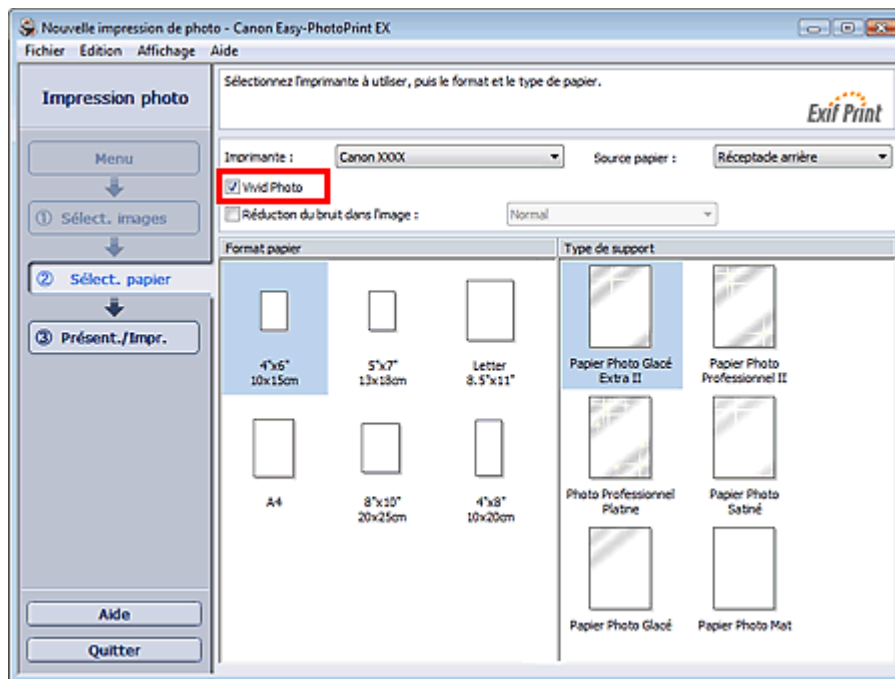 Nouvelle impression de photo - Canon Easy-PhotoPrint EX
Fichier Edition Affichage Aide
Impression photo
Sélectionnez l'imprimante à utiliser, puis le format et le type de papier.
Exif Print
Menu
① Sélect. images
② Sélect. papier
③ Présent./Impr.
Aide
Quitter
Imprimante : Canon XXXX Source papier : Réceptacle arrière
Vivid Photo
Réduction du bruit dans l'image : Normal
Format papier
4"x6"
10x15cm
5"x7"
13x18cm
Letter
8.5"x11"
A4
8"x10"
20x25cm
4"x8"
10x20cm
Type de support
Papier Photo Glacé
Extra II
Papier Photo
Professionnel II
Photo Professionnel
Platine
Papier Photo
Satiné
Papier Photo Glacé
Papier Photo Mat